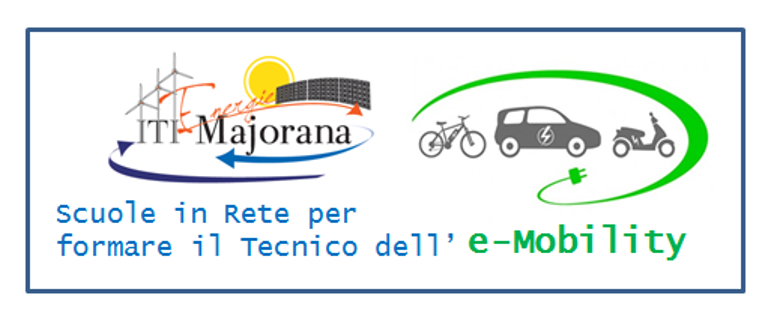 Energie
ITI Majorana
Scuole in Rete per
formare il Tecnico dell’ e-Mobility